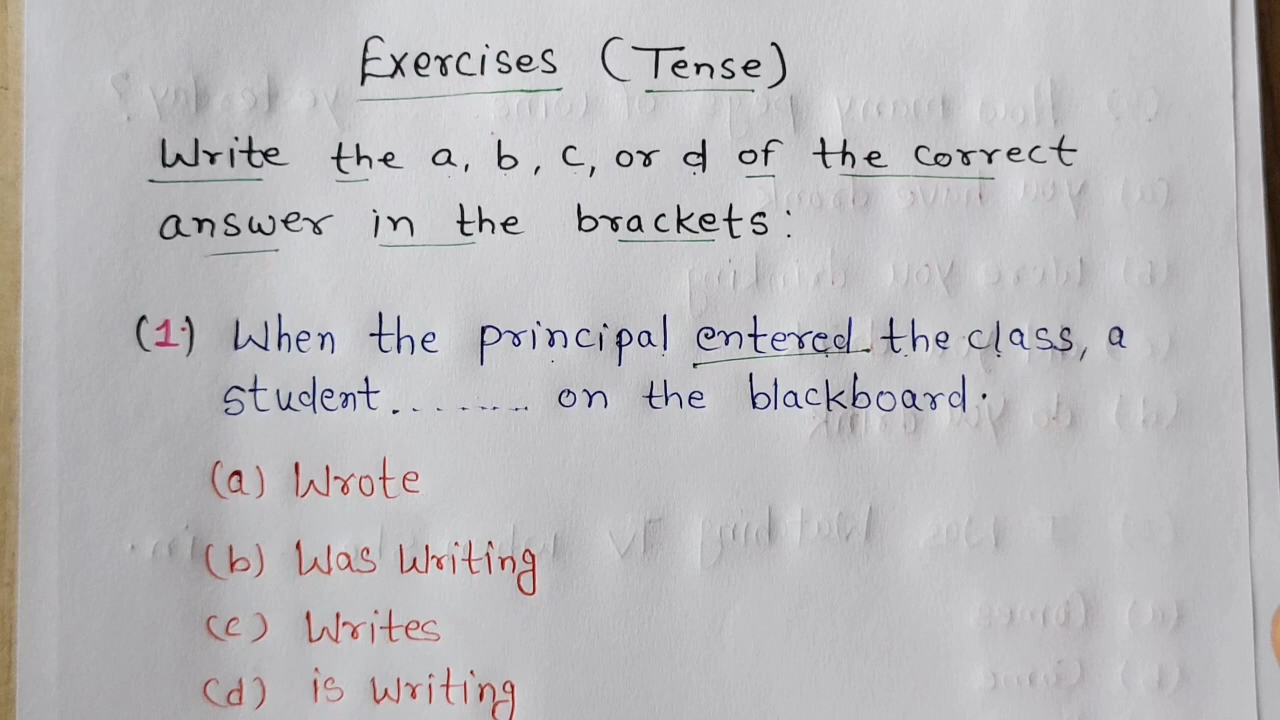 Exercises (Tense)
Write the a, b, c, or d of the correct
answer in the brackets:
(1.) When the principal entered the class, a
student......... on the blackboard.
(a) Wrote
(b) Was Writing
(c) Writes
(d) is writing